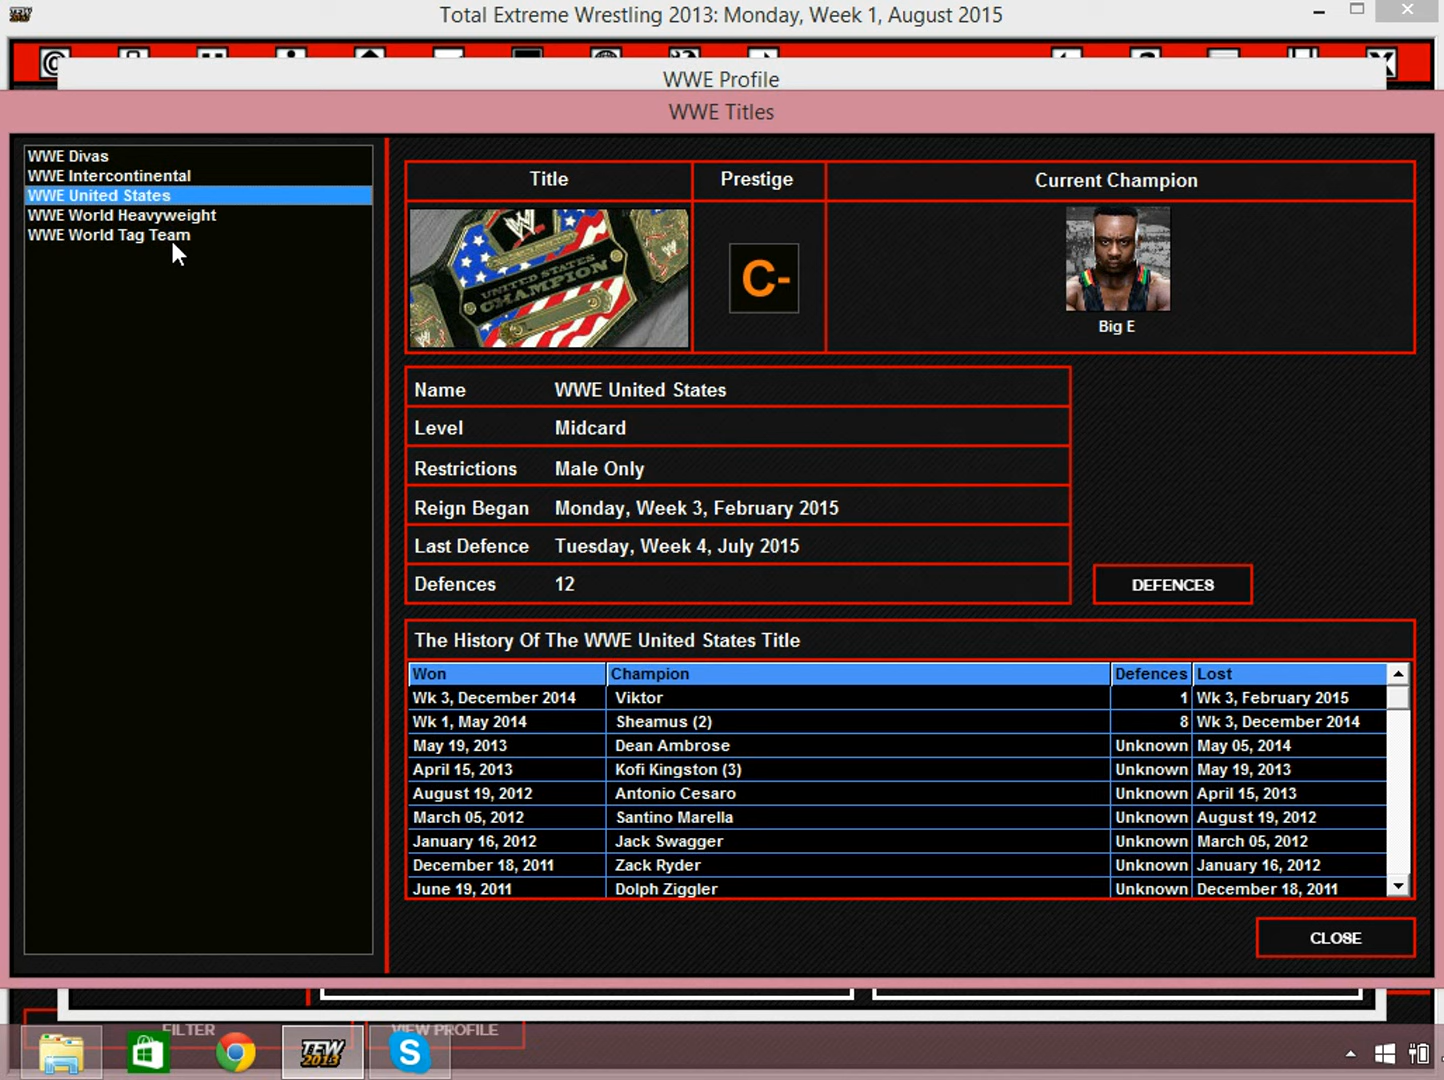 Total Extreme Wrestling 2013: Monday, Week 1, August 2015
WWE Profile
WWE Titles
WWE Divas
WWE Intercontinental
WWE United States
WWE World Heavyweight
WWE World Tag Team
Title Prestige Current Champion
UNITED STATES
CHAMPION
C-
Big E
Name WWE United States
Level Midcard
Restrictions Male Only
Reign Began Monday, Week 3, February 2015
Last Defence Tuesday, Week 4, July 2015
Defences 12
DEFENCES
The History Of The WWE United States Title
Won Champion Defences Lost
Wk 3, December 2014 Viktor 1 Wk 3, February 2015
Wk 1, May 2014 Sheamus (2) 8 Wk 3, December 2014
May 19, 2013 Dean Ambrose Unknown May 05, 2014
April 15, 2013 Kofi Kingston (3) Unknown May 19, 2013
August 19, 2012 Antonio Cesaro Unknown April 15, 2013
March 05, 2012 Santino Marella Unknown August 19, 2012
January 16, 2012 Jack Swagger Unknown March 05, 2012
December 18, 2011 Zack Ryder Unknown January 16, 2012
June 19, 2011 Dolph Ziggler Unknown December 18, 2011
CLOSE
FILTER VIEW PROFILE
TEW
2013